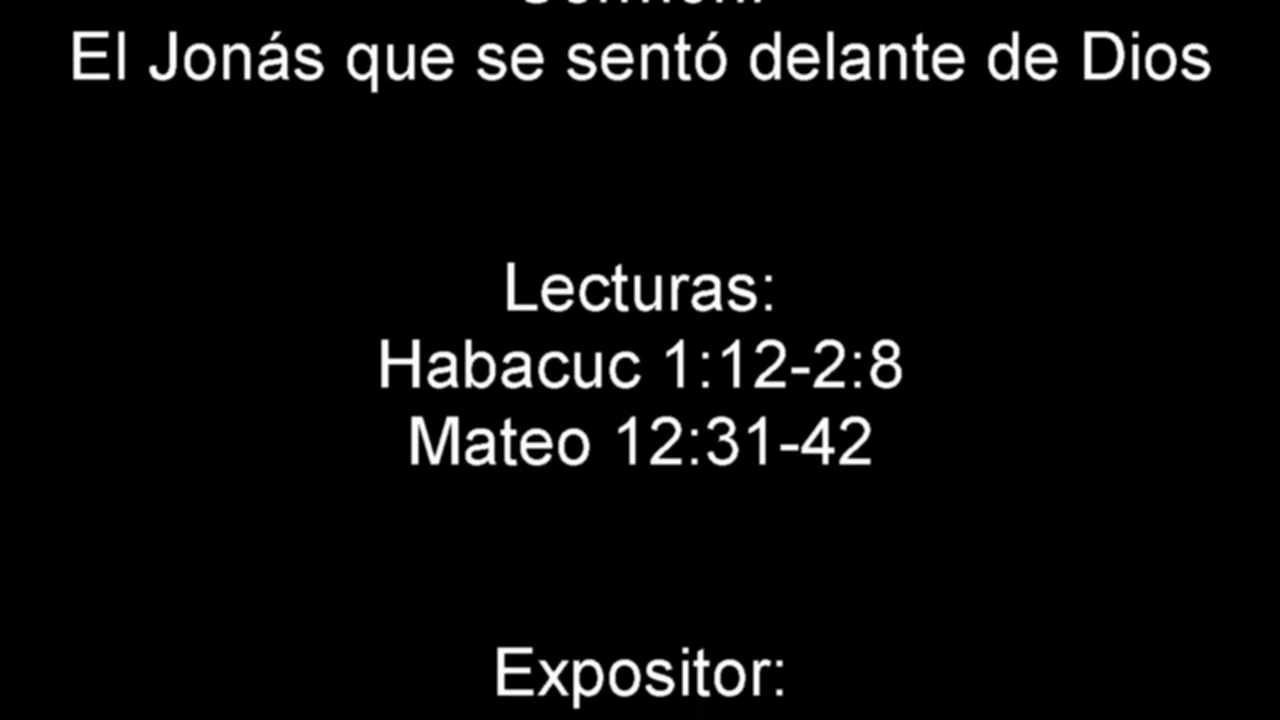 El Jonás que se sentó delante de Dios
Lecturas:
Habacuc 1:12-2:8
Mateo 12:31-42
Expositor: